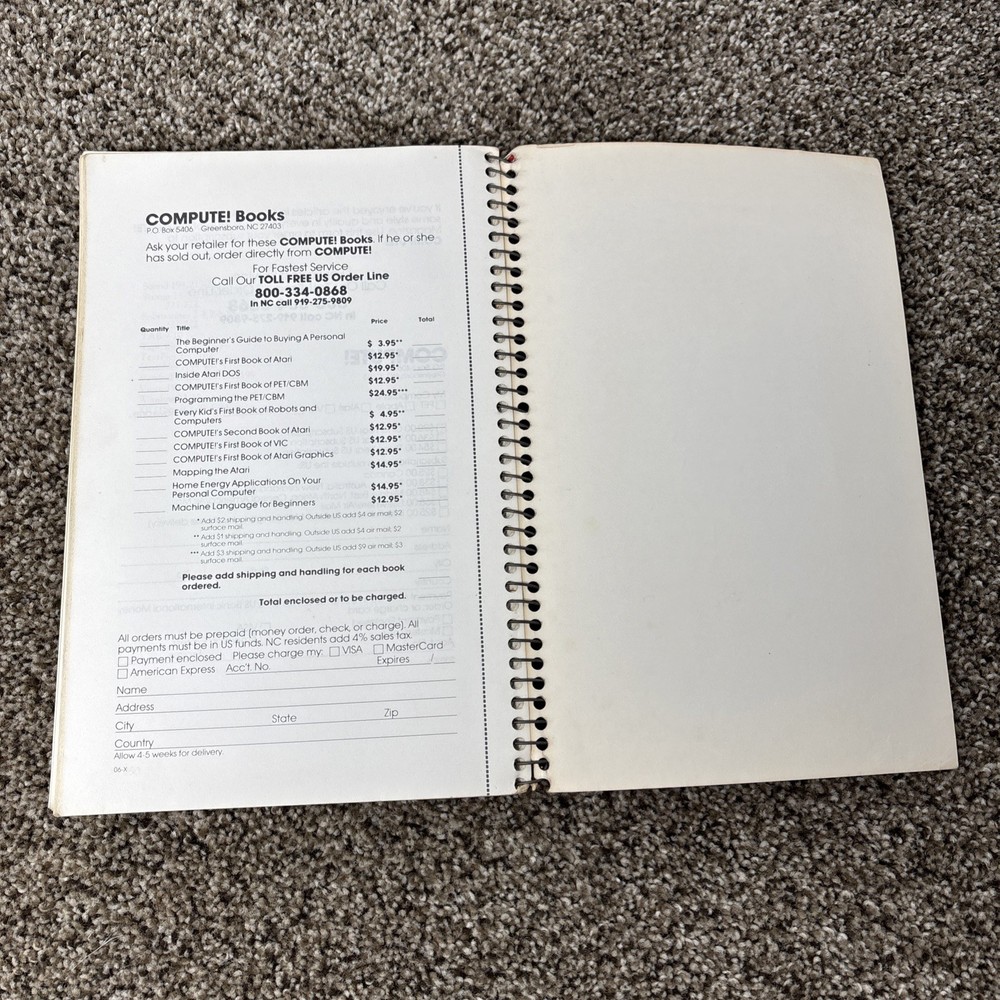 COMPUTE! Books
P.O. Box 5406 Greensboro, NC 27403
Ask your retailer for these COMPUTE! Books. If he or she
has sold out, order directly from COMPUTE!
For Fastest Service
Call Our TOLL FREE US Order Line
800-334-0868
In NC call 919-275-9809
Quantity Title Price Total
The Beginner's Guide to Buying A Personal
Computer $ 3.95**
COMPUTE!'s First Book of Atari $12.95*
Inside Atari DOS $19.95*
COMPUTE!'s First Book of PET/CBM $12.95*
Programming the PET/CBM $24.95***
Every Kid's First Book of Robots and
Computers $ 4.95**
COMPUTE!'s Second Book of Atari $12.95*
COMPUTE!'s First Book of VIC $12.95*
COMPUTE!'s First Book of Atari Graphics $12.95*
Mapping the Atari $14.95*
Home Energy Applications On Your
Personal Computer $14.95*
Machine Language for Beginners $12.95*
* Add $2 shipping and handling. Outside US add $4 air mail; $2
surface mail.
** Add $1 shipping and handling. Outside US add $4 air mail; $2
surface mail.
*** Add $3 shipping and handling. Outside US add $9 air mail; $3
surface mail.
Please add shipping and handling for each book
ordered.
Total enclosed or to be charged.
All orders must be prepaid (money order, check, or charge). All
payments must be in US funds. NC residents add 4% sales tax.
Payment enclosed Please charge my: VISA MasterCard
American Express Acc't. No. Expires /
Name
Address
City State Zip
Country
Allow 4-5 weeks for delivery.
06-X